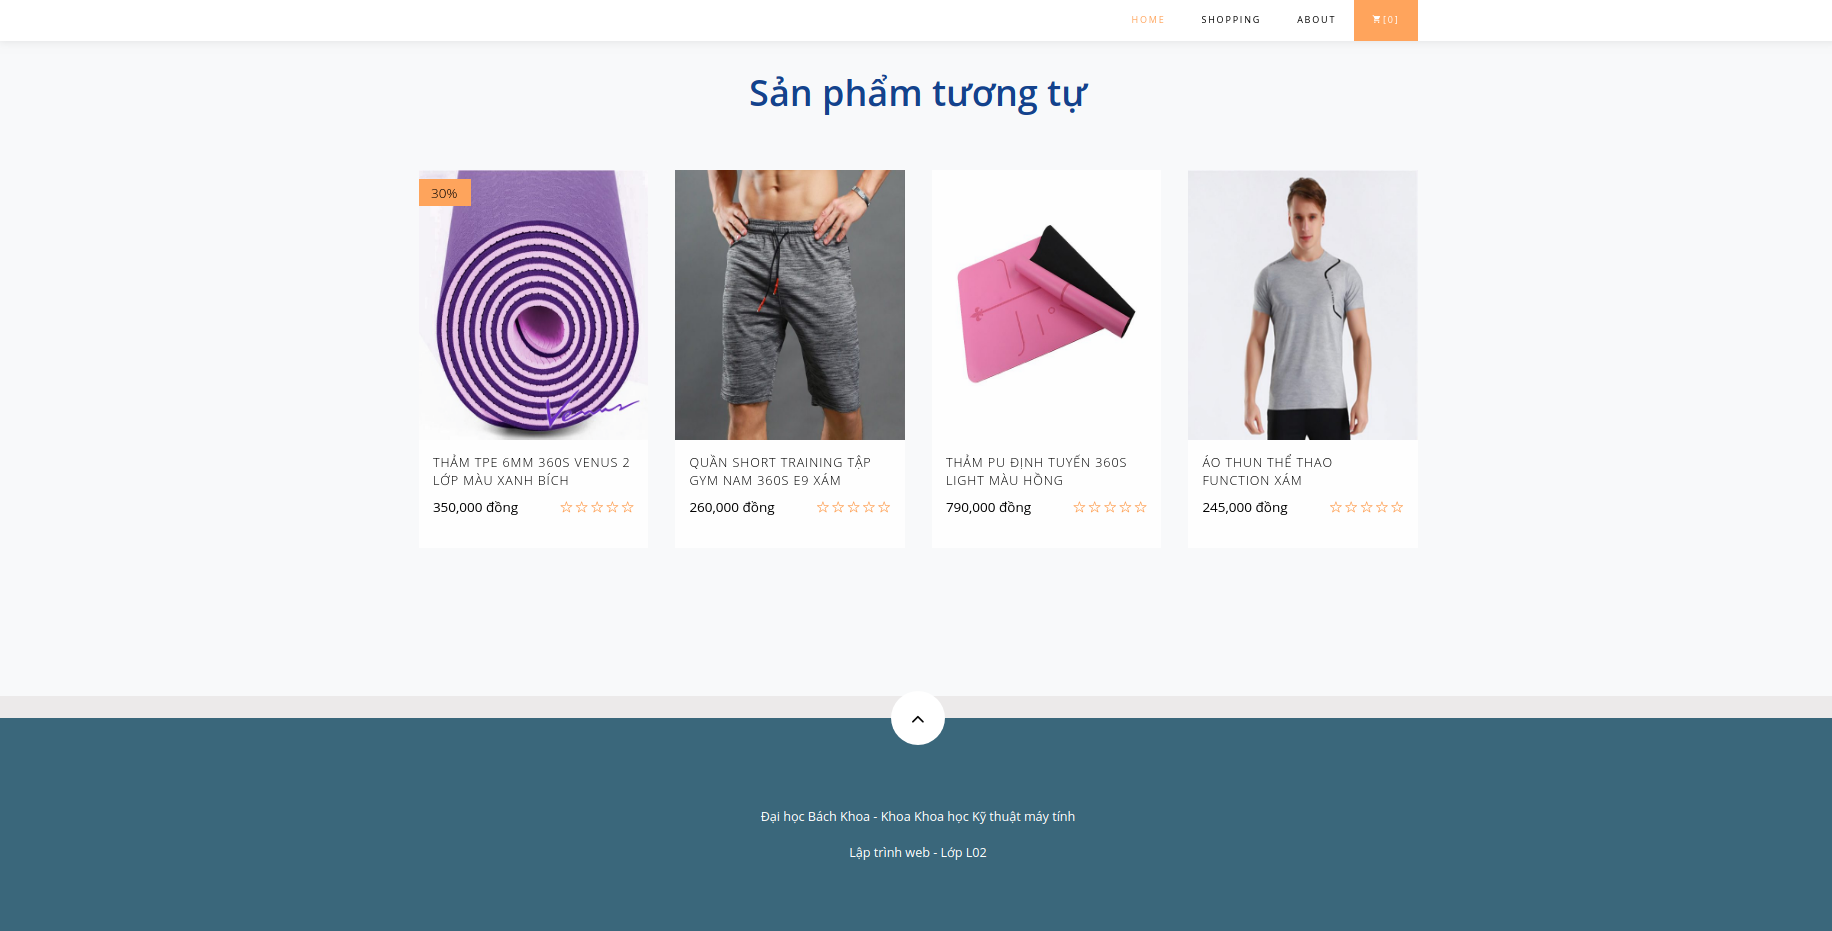 HOME SHOPPING ABOUT [0]
Sản phẩm tương tự
30%
Venus
THẢM TPE 6MM 360S VENUS 2
LỚP MÀU XANH BÍCH
350,000 đồng
QUẦN SHORT TRAINING TẬP
GYM NAM 360S E9 XÁM
260,000 đồng
THẢM PU ĐỊNH TUYẾN 360S
LIGHT MÀU HỒNG
790,000 đồng
ÁO THUN THỂ THAO
FUNCTION XÁM
245,000 đồng
Đại học Bách Khoa - Khoa Khoa học Kỹ thuật máy tính
Lập trình web - Lớp L02